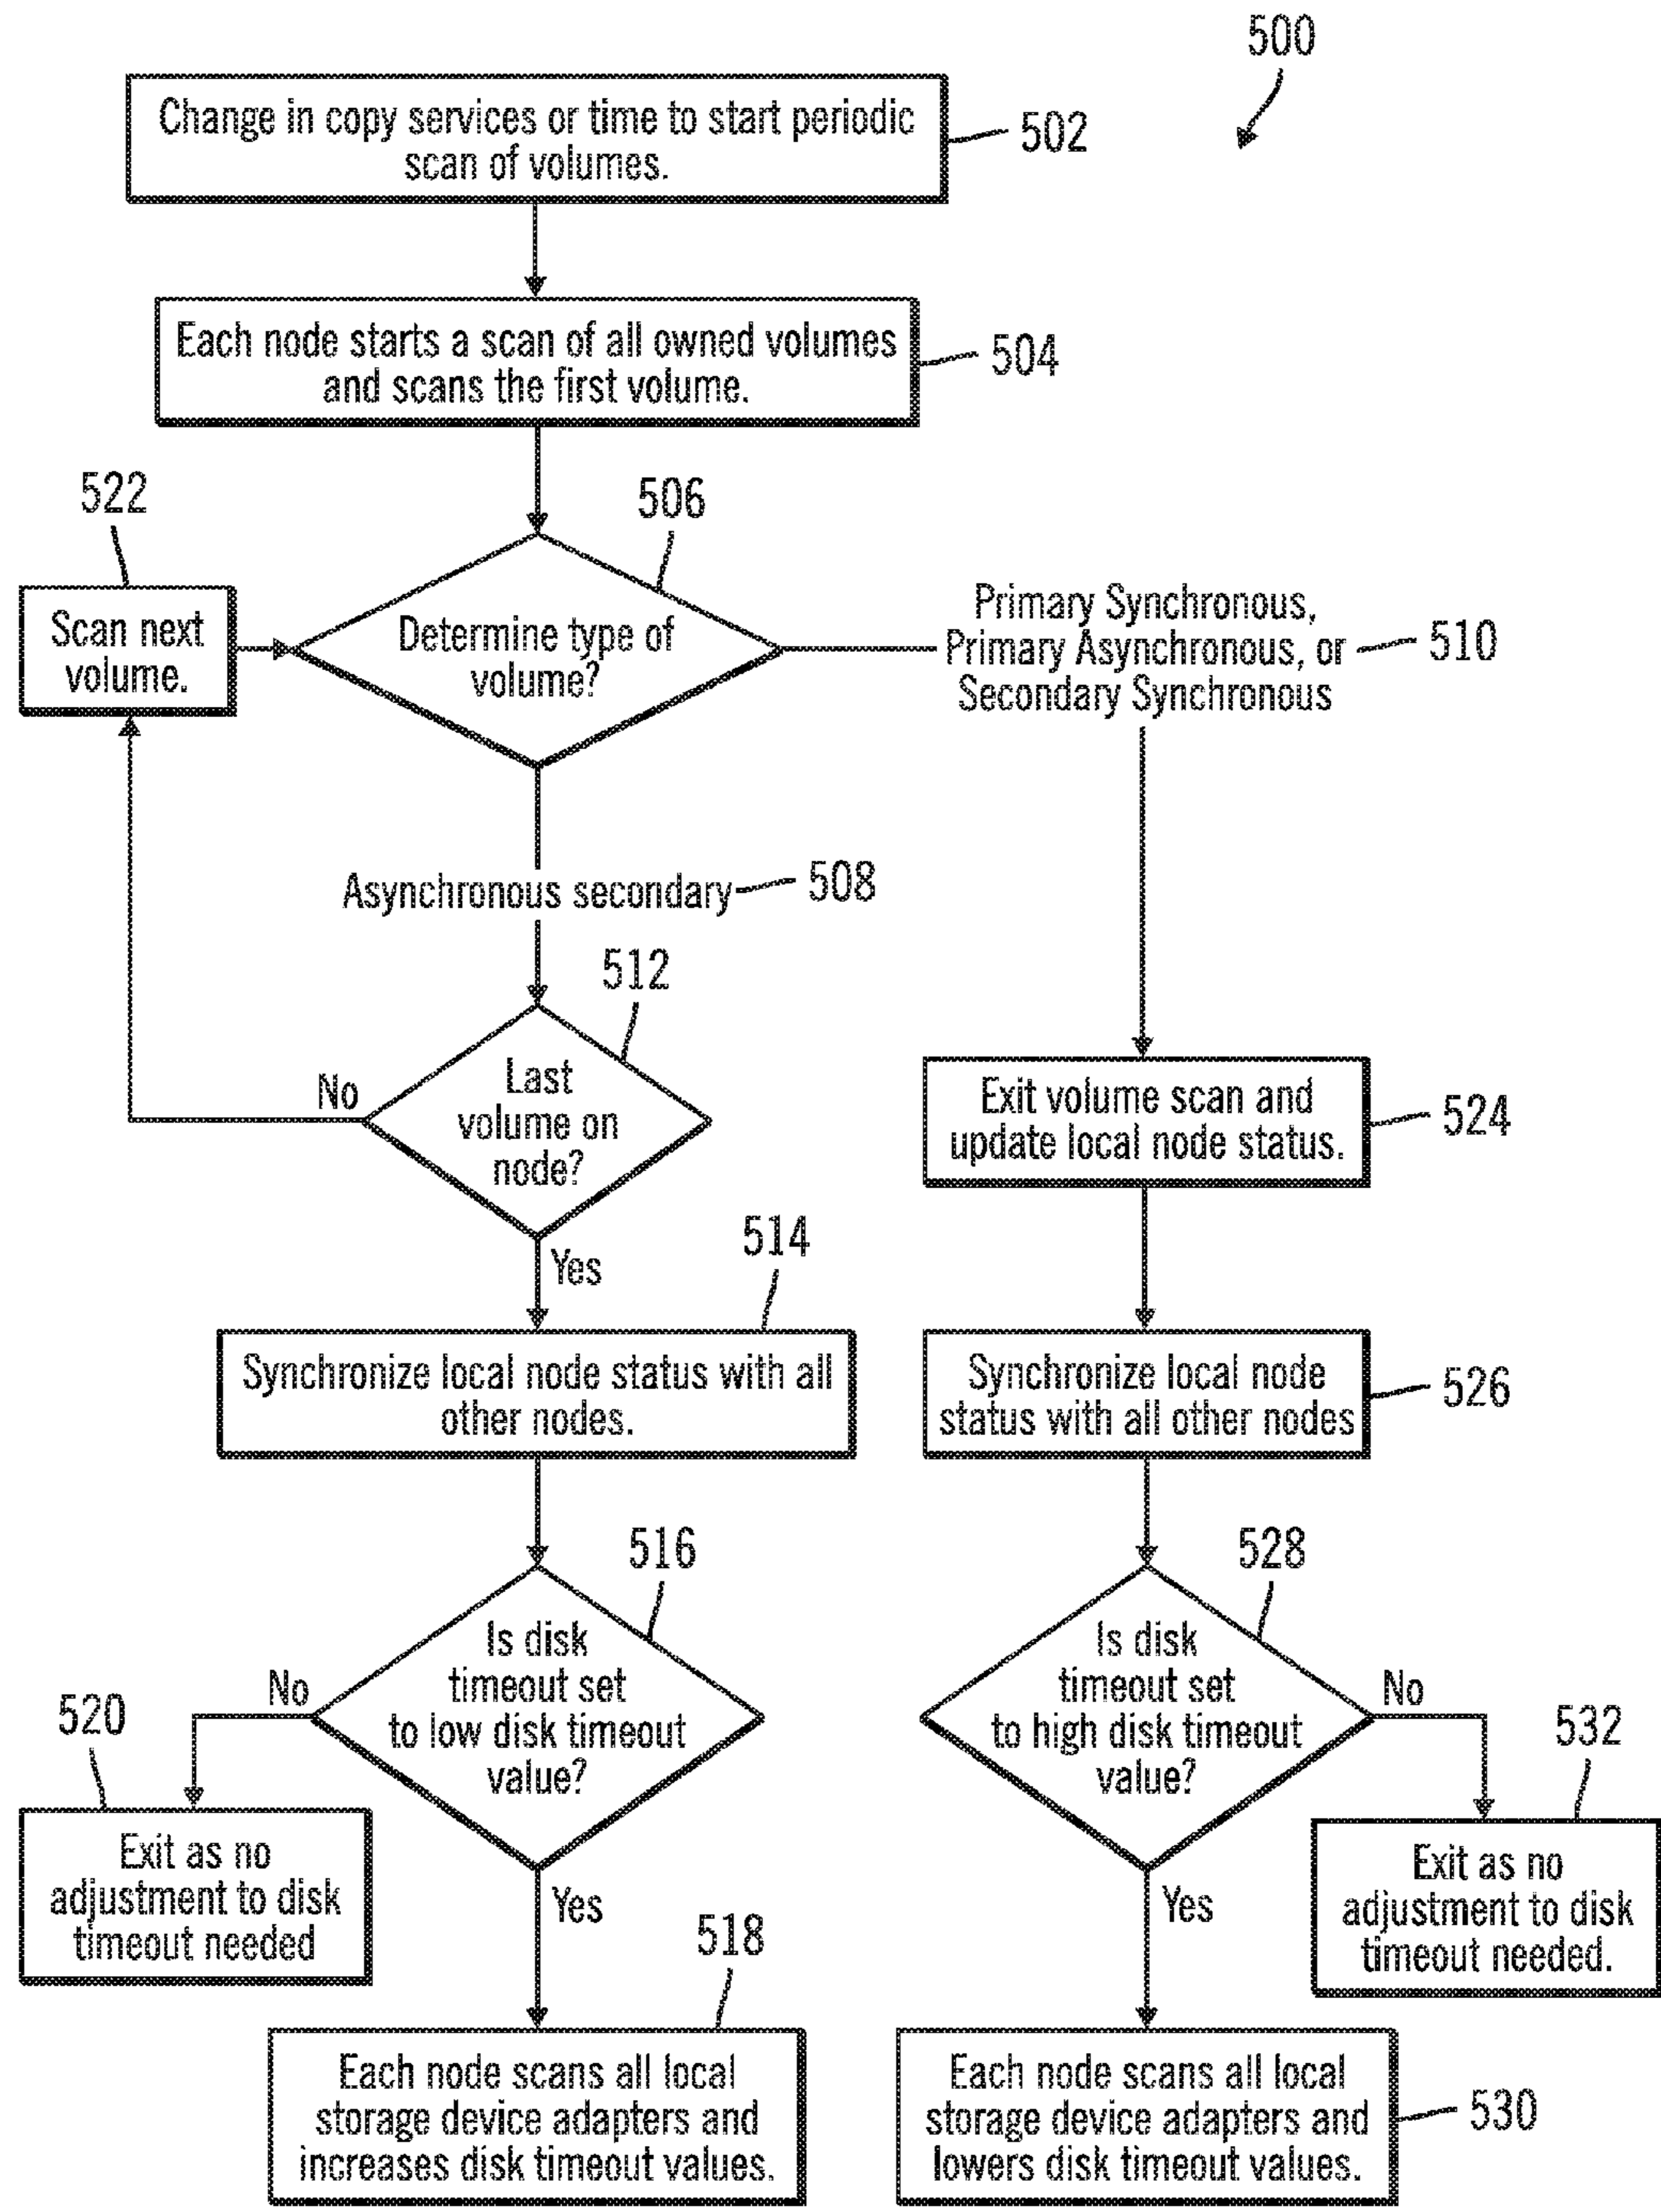 500
Change in copy services or time to start periodic
scan of volumes.
502
Each node starts a scan of all owned volumes
and scans the first volume.
504
522
506
Scan next
volume.
Determine type of
volume?
Primary Synchronous,
Primary Asynchronous, or
Secondary Synchronous
510
Asynchronous secondary
508
512
No
Last
volume on
node?
Yes
Exit volume scan and
update local node status.
524
514
Synchronize local node status with all
other nodes.
Synchronize local node
status with all other nodes
526
516
528
Is disk
timeout set
to low disk timeout
value?
No
Is disk
timeout set
to high disk timeout
value?
No
520
532
Exit as no
adjustment to disk
timeout needed
Yes
Yes
Exit as no
adjustment to disk
timeout needed.
518
Each node scans all local
storage device adapters and
increases disk timeout values.
Each node scans all local
storage device adapters and
lowers disk timeout values.
530